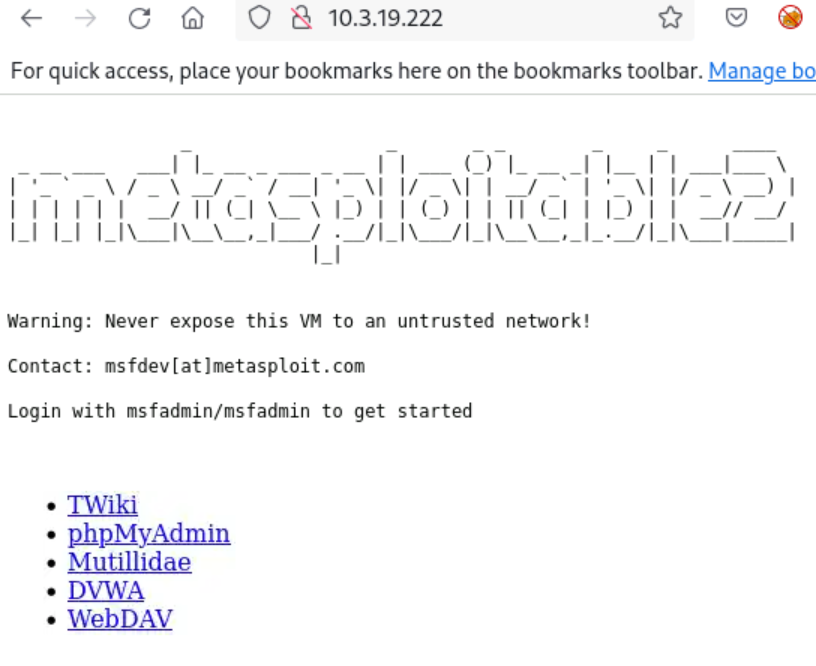 10.3.19.222
For quick access, place your bookmarks here on the bookmarks toolbar. Manage bo
metasploitable2
Warning: Never expose this VM to an untrusted network!
Contact: msfdev[at]metasploit.com
Login with msfadmin/msfadmin to get started
TWiki
phpMyAdmin
Mutillidae
DVWA
WebDAV